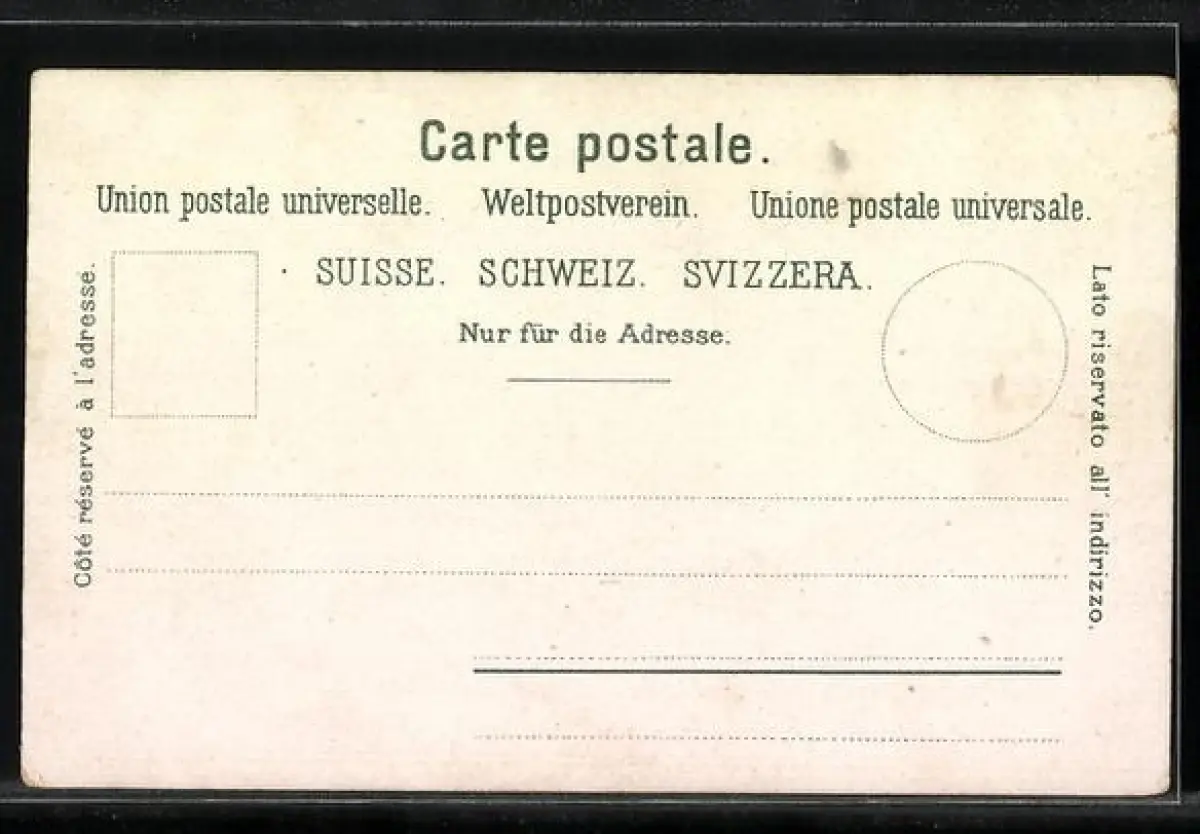 Carte postale.
Union postale universelle. Weltpostverein. Unione postale universale.
SUISSE. SCHWEIZ. SVIZZERA.
Nur für die Adresse.
Côté réservé à l'adresse.
Lato riservato all' indirizzo.